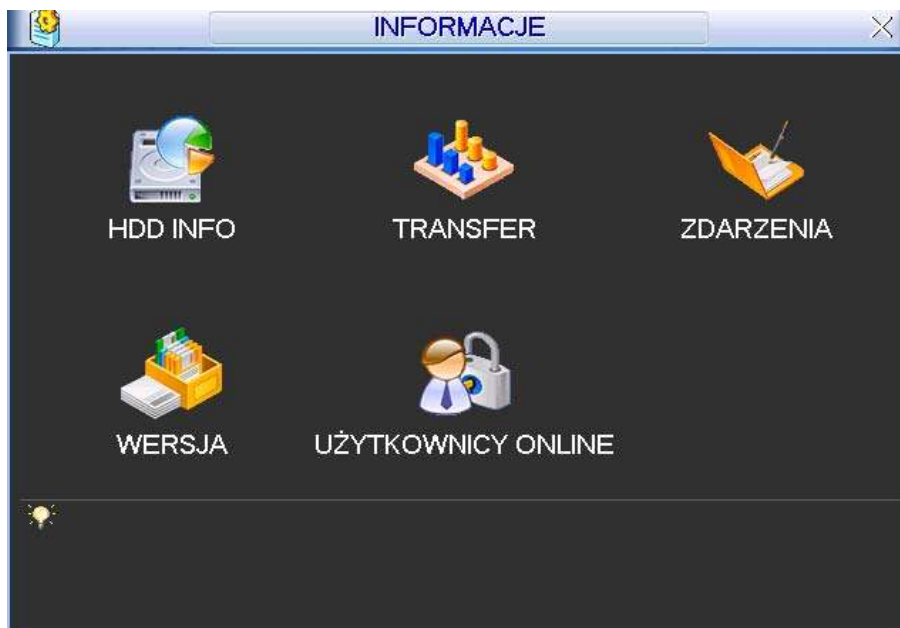 INFORMACJE
HDD INFO
TRANSFER
ZDARZENIA
WERSJA
UŻYTKOWNICY ONLINE